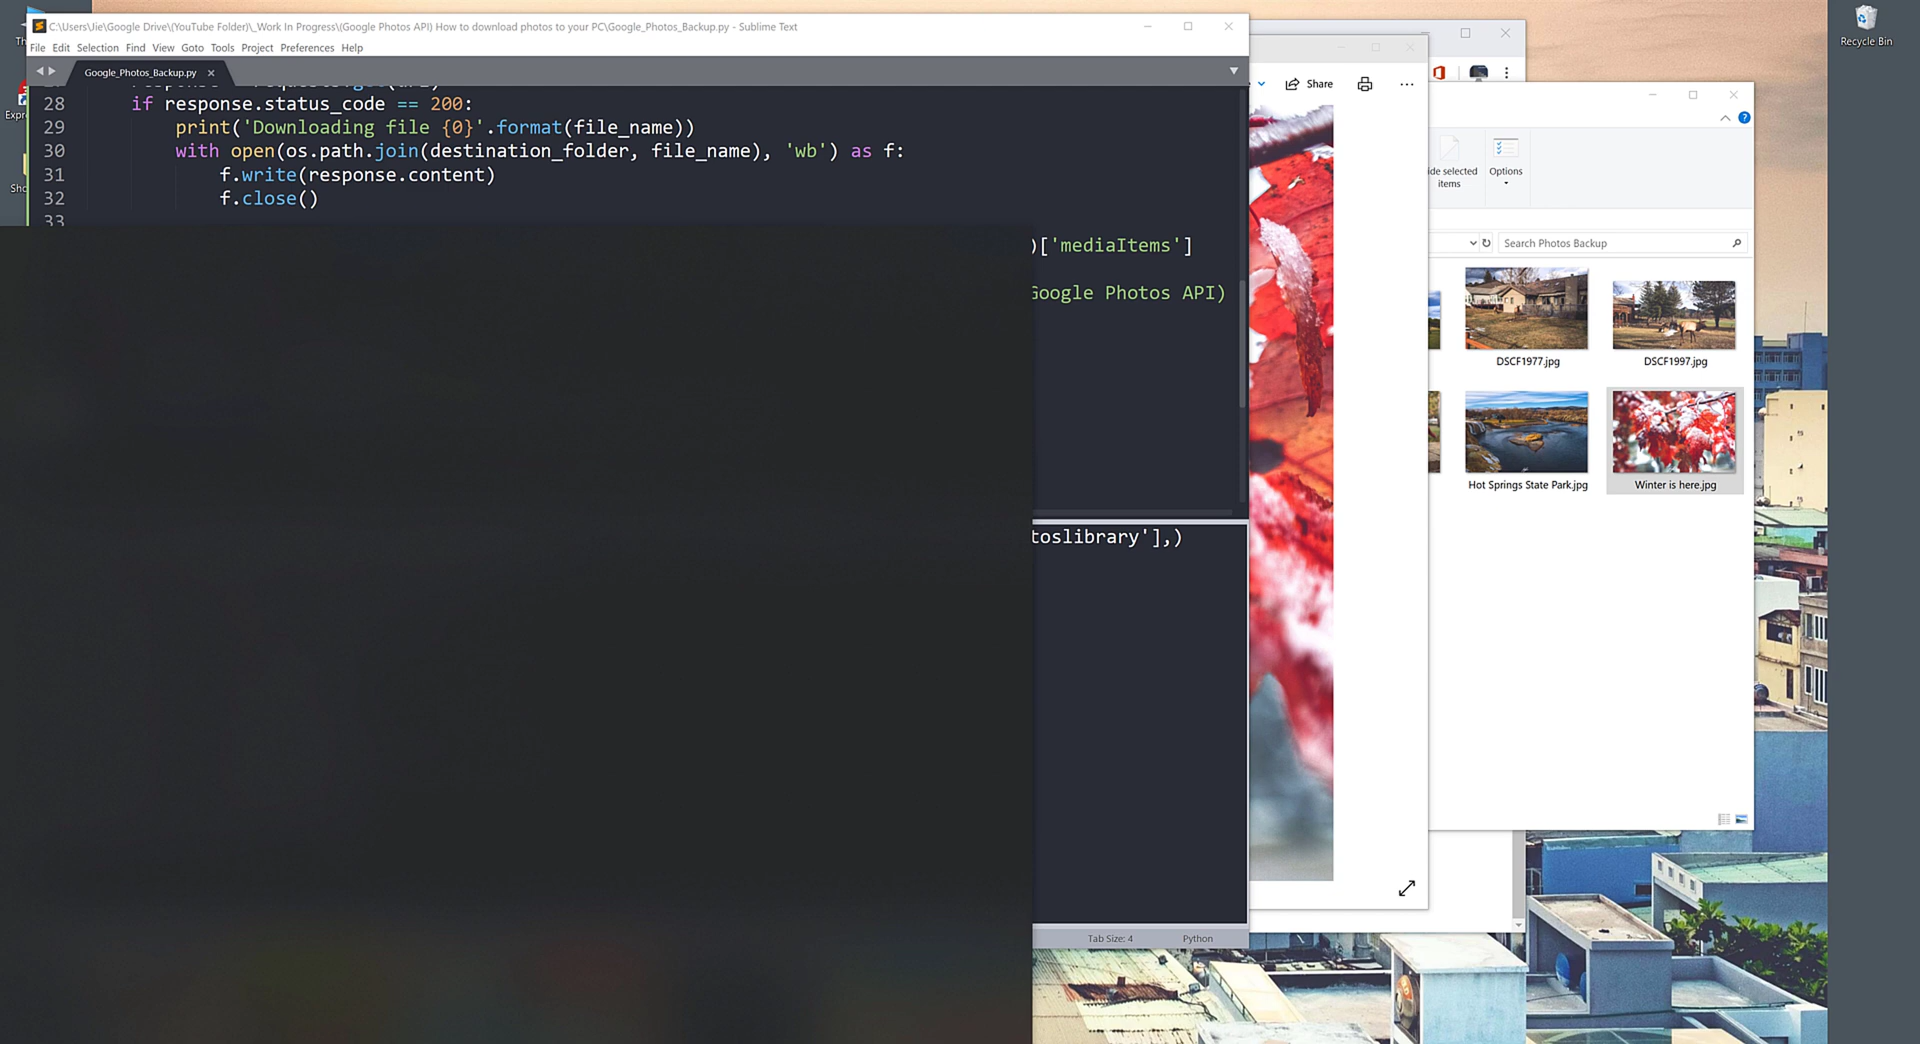 C:\Users\Jie\Google Drive\(YouTube Folder)\_Work In Progress\(Google Photos API) How to download photos to your PC\Google_Photos_Backup.py - Sublime Text
File Edit Selection Find View Goto Tools Project Preferences Help
Google_Photos_Backup.py
28 if response.status_code == 200:
29 print('Downloading file {0}'.format(file_name))
30 with open(os.path.join(destination_folder, file_name), 'wb') as f:
31 f.write(response.content)
32 f.close()
33
)['mediaItems']
Google Photos API)
toslibrary'],)
Tab Size: 4 Python
Share
ide selected
items
Options
Search Photos Backup
DSCF1977.jpg
DSCF1997.jpg
Hot Springs State Park.jpg
Winter is here.jpg
Recycle Bin